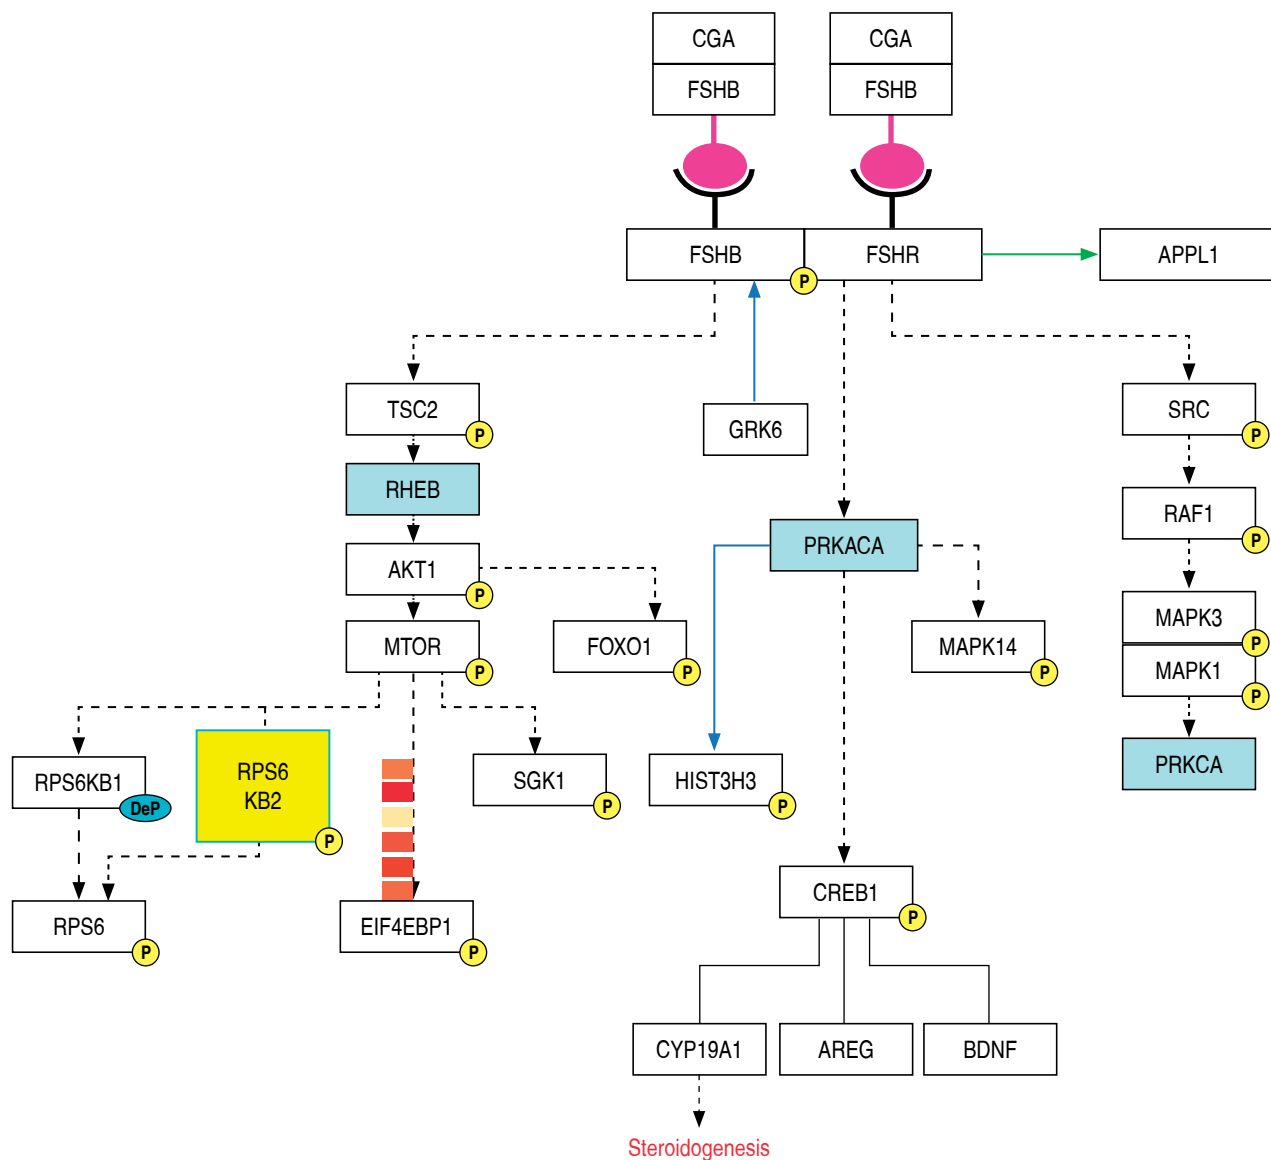 CGA
CGA
FSHB
FSHB
FSHB
FSHR
APPL1
P
TSC2
P
GRK6
SRC
P
RHEB
RAF1
P
PRKACA
AKT1
P
MTOR
P
FOXO1
P
MAPK14
P
MAPK3
P
MAPK1
P
PRKCA
RPS6KB1
DeP
RPS6
KB2
P
SGK1
P
HIST3H3
P
CREB1
P
RPS6
P
EIF4EBP1
P
CYP19A1
AREG
BDNF
Steroidogenesis